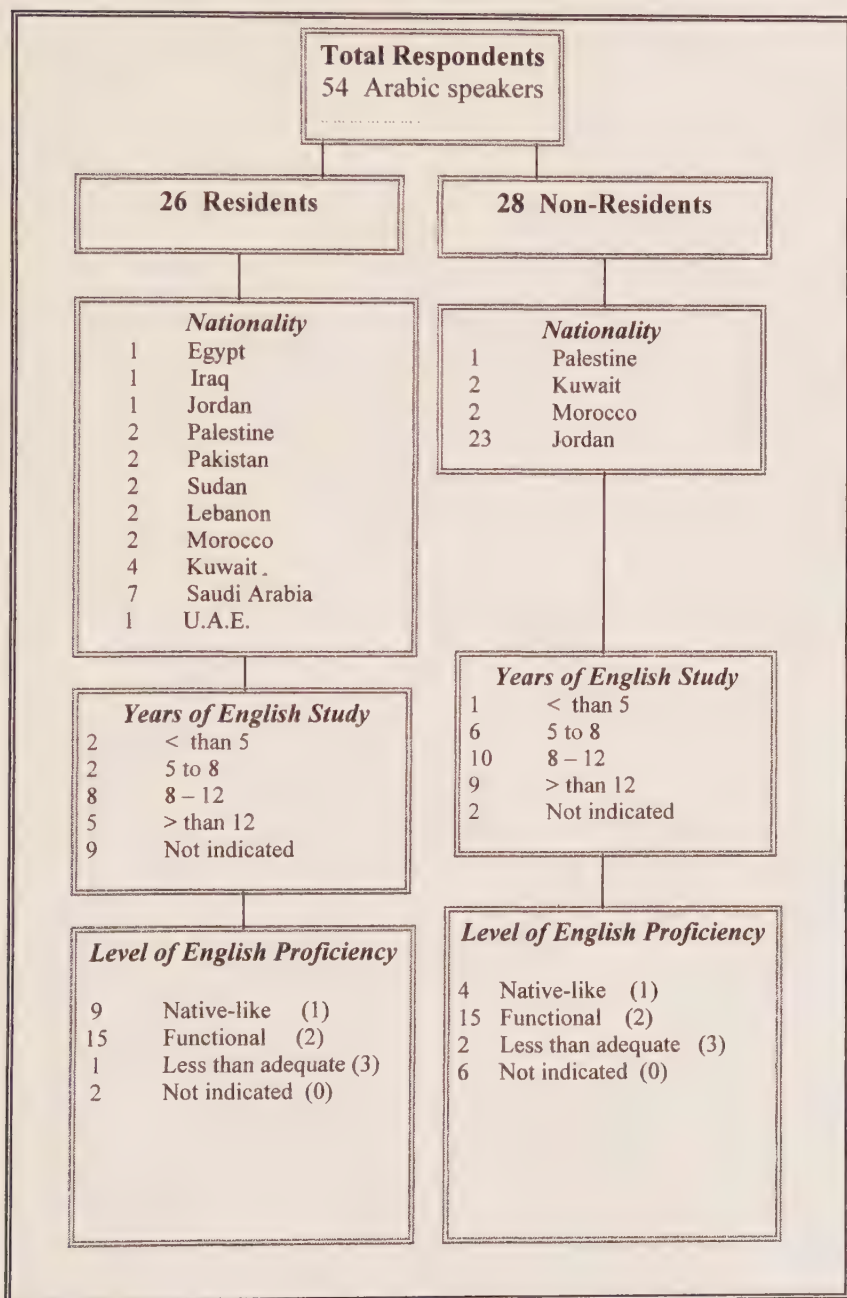 Total Respondents
54 Arabic speakers
26 Residents
28 Non-Residents
Nationality
1 Egypt
1 Iraq
1 Jordan
2 Palestine
2 Pakistan
2 Sudan
2 Lebanon
2 Morocco
4 Kuwait
7 Saudi Arabia
1 U.A.E.
Nationality
1 Palestine
2 Kuwait
2 Morocco
23 Jordan
Years of English Study
2 < than 5
2 5 to 8
8 8 – 12
5 > than 12
9 Not indicated
Years of English Study
1 < than 5
6 5 to 8
10 8 – 12
9 > than 12
2 Not indicated
Level of English Proficiency
9 Native-like (1)
15 Functional (2)
1 Less than adequate (3)
2 Not indicated (0)
Level of English Proficiency
4 Native-like (1)
15 Functional (2)
2 Less than adequate (3)
6 Not indicated (0)